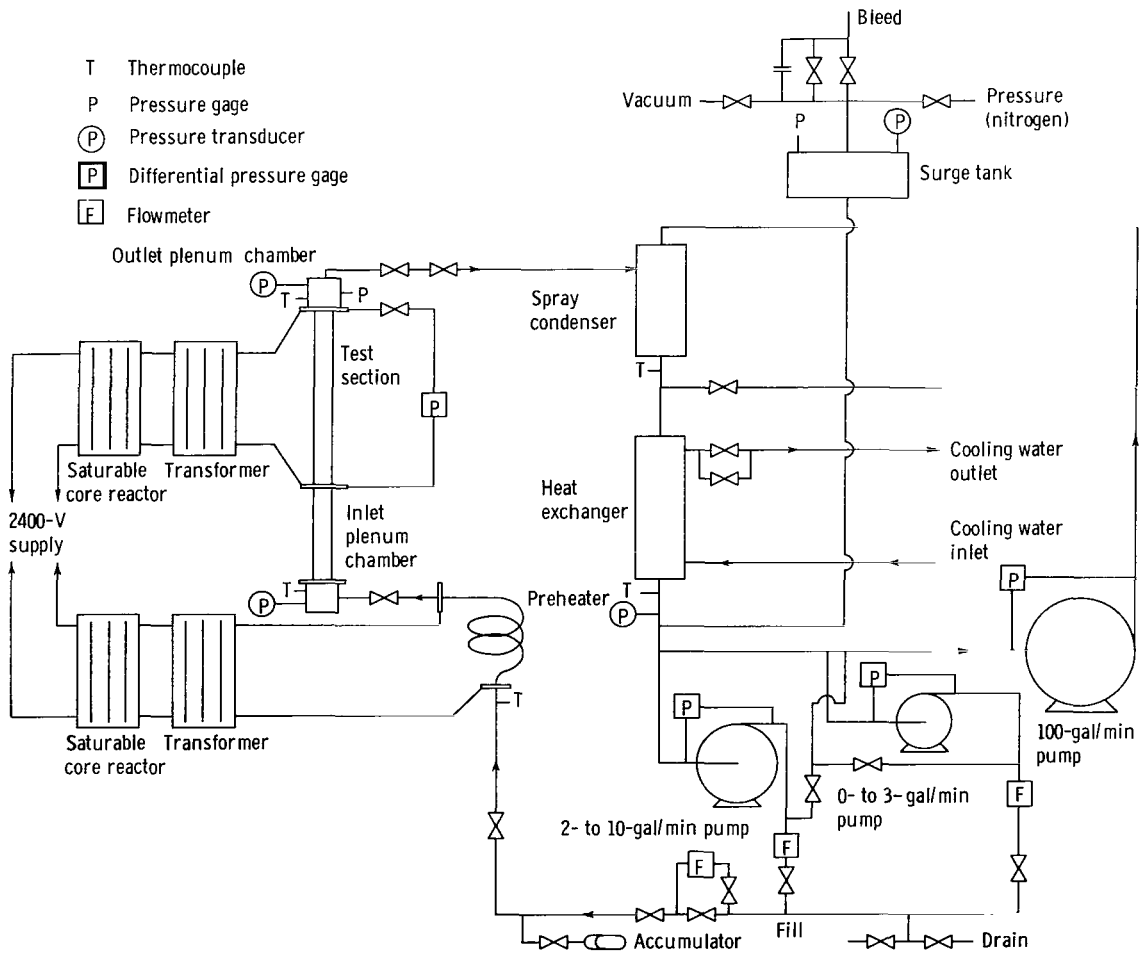 Bleed
T Thermocouple
P Pressure gage
P Pressure transducer
P Differential pressure gage
F Flowmeter
Vacuum
Pressure
(nitrogen)
P
P
Surge tank
Outlet plenum chamber
P
T
P
Spray
condenser
Test
section
T
P
Saturable
core reactor
Transformer
Heat
exchanger
Cooling water
outlet
2400-V
supply
Inlet
plenum
chamber
Cooling water
inlet
T
P
Preheater
T
P
P
T
P
P
Saturable
core reactor
Transformer
100-gal/min
pump
0- to 3-gal/min
pump
F
2- to 10-gal/min pump
F
F
Accumulator
Fill
Drain